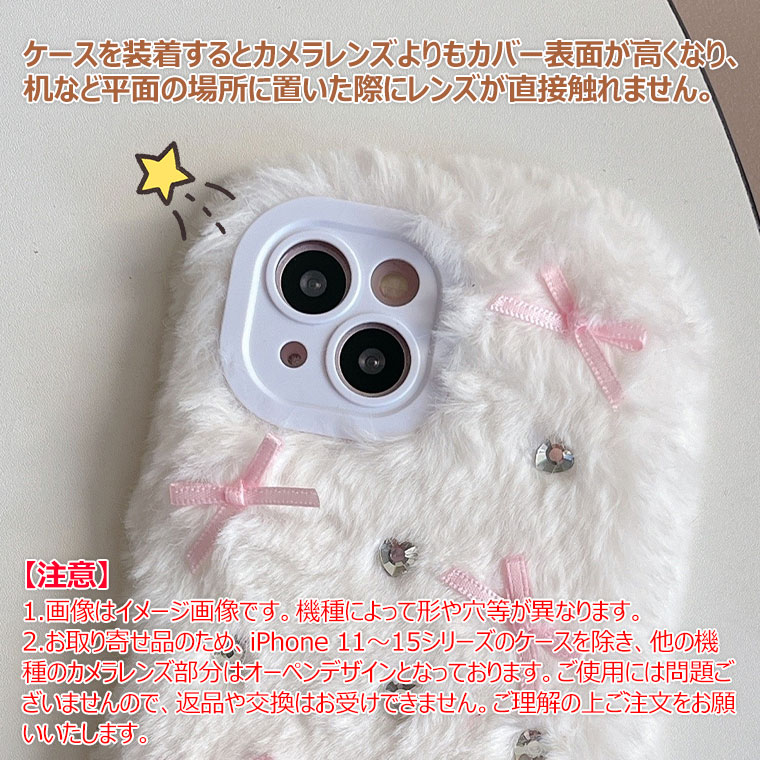 ケースを装着するとカメラレンズよりもカバー表面が高くなり、
机など平面の場所に置いた際にレンズが直接触れません。
【注意】
1.画像はイメージ画像です。機種によって形や穴等が異なります。
2.お取り寄せ品のため、iPhone 11～15シリーズのケースを除き、他の機
種のカメラレンズ部分はオーペンデザインとなっております。ご使用には問題ご
ざいませんので、返品や交換はお受けできません。ご理解の上ご注文をお願
いいたします。